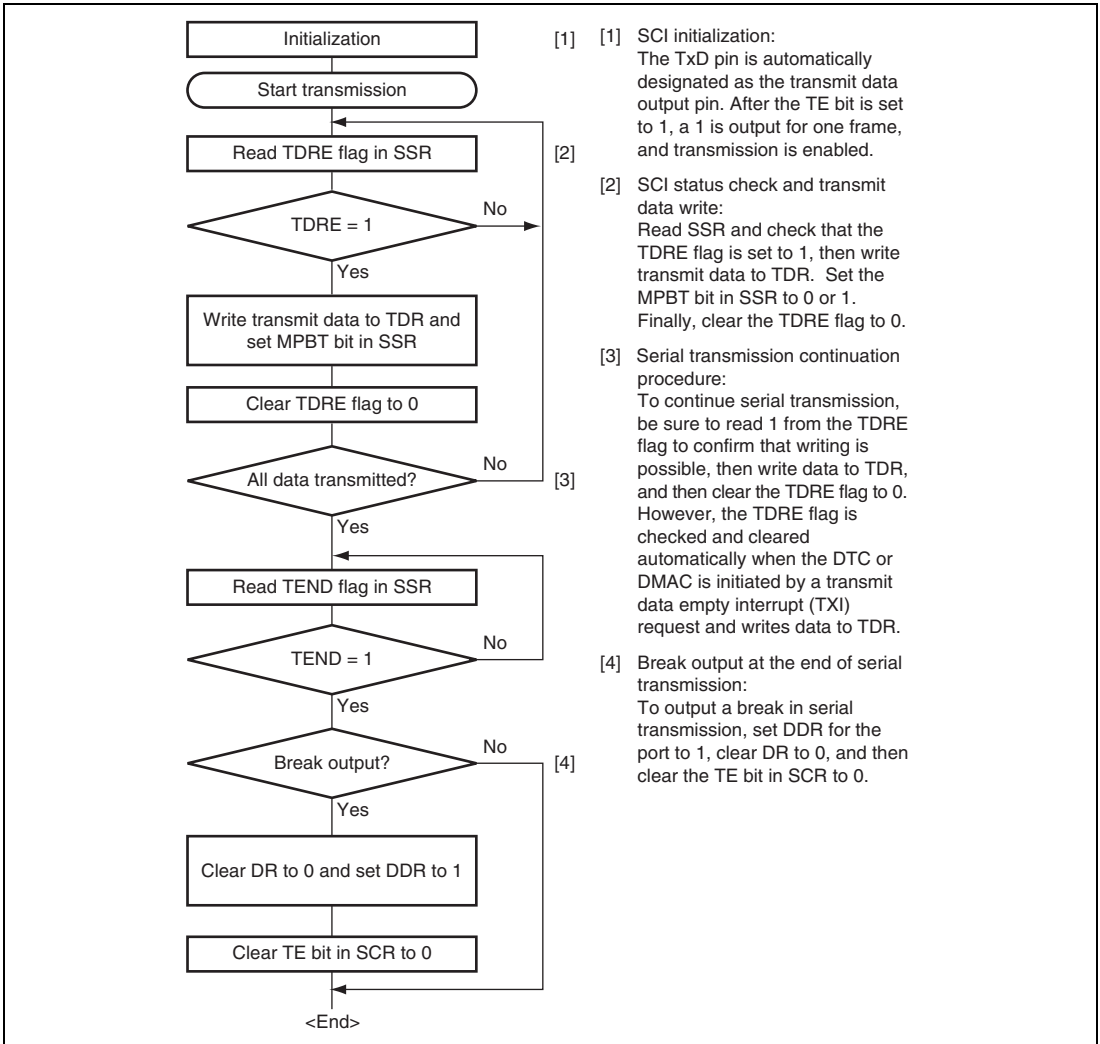 Initialization
[1]
Start transmission
Read TDRE flag in SSR
[2]
TDRE = 1
No
Yes
Write transmit data to TDR and
set MPBT bit in SSR
Clear TDRE flag to 0
All data transmitted?
No
[3]
Yes
Read TEND flag in SSR
TEND = 1
No
Yes
Break output?
No
[4]
Yes
Clear DR to 0 and set DDR to 1
Clear TE bit in SCR to 0
<End>
[1] SCI initialization:
The TxD pin is automatically
designated as the transmit data
output pin. After the TE bit is set
to 1, a 1 is output for one frame,
and transmission is enabled.
[2] SCI status check and transmit
data write:
Read SSR and check that the
TDRE flag is set to 1, then write
transmit data to TDR.  Set the
MPBT bit in SSR to 0 or 1.
Finally, clear the TDRE flag to 0.
[3] Serial transmission continuation
procedure:
To continue serial transmission,
be sure to read 1 from the TDRE
flag to confirm that writing is
possible, then write data to TDR,
and then clear the TDRE flag to 0.
However, the TDRE flag is
checked and cleared
automatically when the DTC or
DMAC is initiated by a transmit
data empty interrupt (TXI)
request and writes data to TDR.
[4] Break output at the end of serial
transmission:
To output a break in serial
transmission, set DDR for the
port to 1, clear DR to 0, and then
clear the TE bit in SCR to 0.